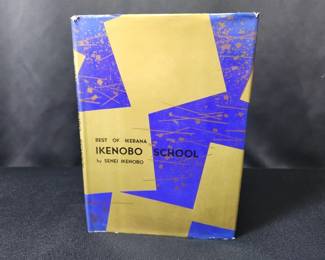 BEST OF IKEBANA
IKENOBO SCHOOL
by SENEI IKENOBO